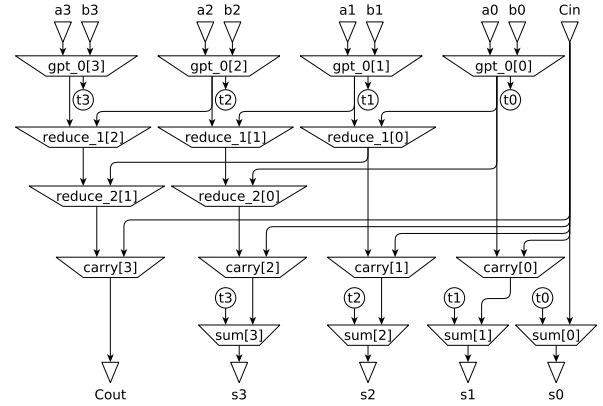 a3 b3 a2 b2 a1 b1 a0 b0 Cin
gpt_0[3] gpt_0[2] gpt_0[1] gpt_0[0]
t3 t2 t1 t0
reduce_1[2] reduce_1[1] reduce_1[0]
reduce_2[1] reduce_2[0]
carry[3] carry[2] carry[1] carry[0]
t3 t2 t1 t0
sum[3] sum[2] sum[1] sum[0]
Cout s3 s2 s1 s0